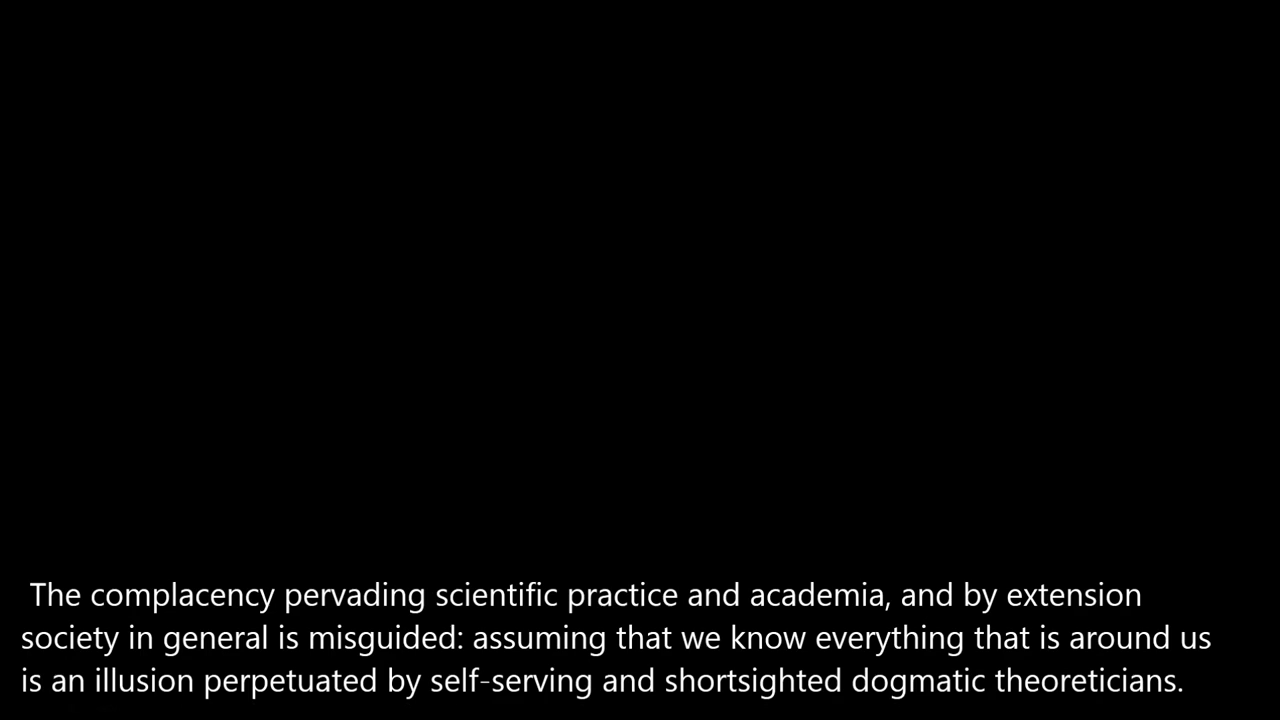 The complacency pervading scientific practice and academia, and by extension
society in general is misguided: assuming that we know everything that is around us
is an illusion perpetuated by self-serving and shortsighted dogmatic theoreticians.